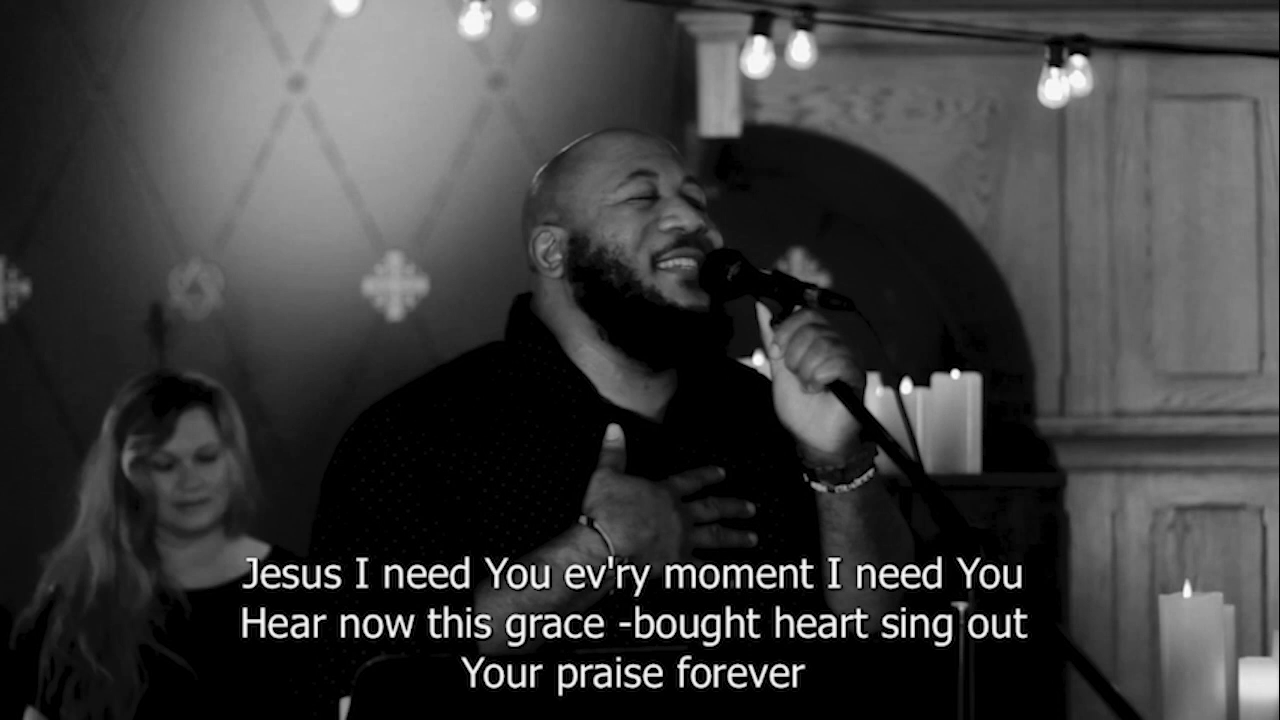 Jesus I need You ev'ry moment I need You
Hear now this grace -bought heart sing out
Your praise forever